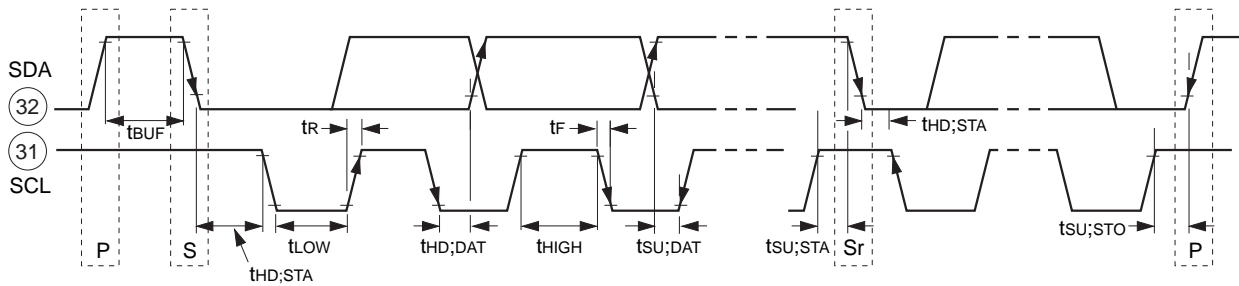 SDA
32
tBUF
tR
tF
tHD;STA
31
SCL
P
S
tHD;STA
tLOW
tHD;DAT
tHIGH
tSU;DAT
tSU;STA
Sr
tSU;STO
P